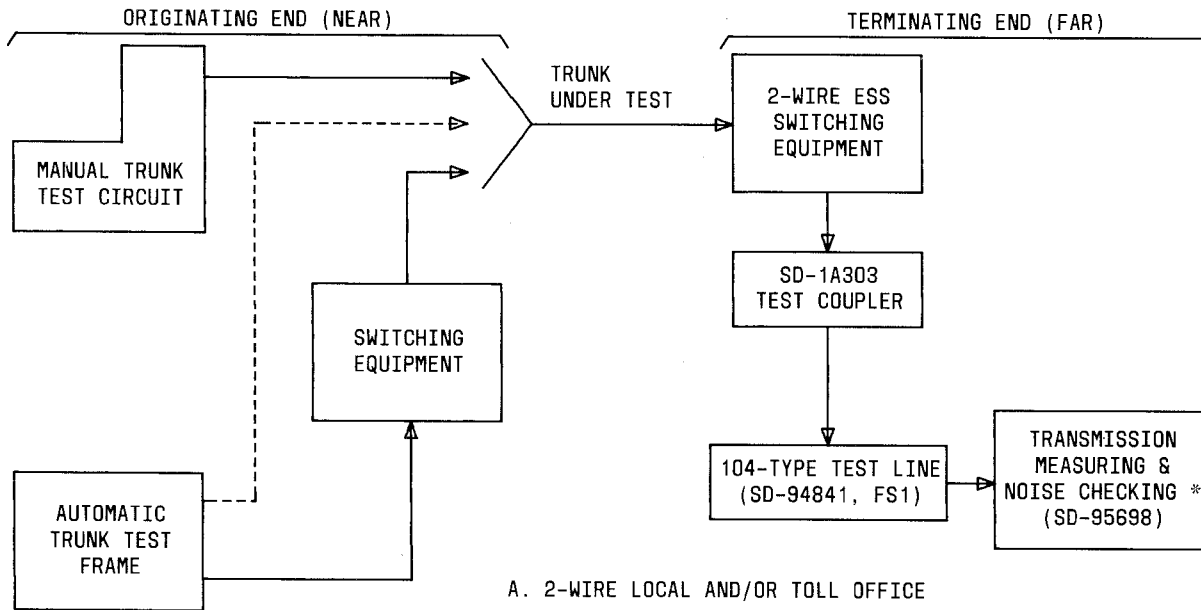 ORIGINATING END (NEAR)
TERMINATING END (FAR)
MANUAL TRUNK
TEST CIRCUIT
TRUNK
UNDER TEST
2-WIRE ESS
SWITCHING
EQUIPMENT
SD-1A303
TEST COUPLER
SWITCHING
EQUIPMENT
AUTOMATIC
TRUNK TEST
FRAME
104-TYPE TEST LINE
(SD-94841, FS1)
TRANSMISSION
MEASURING &
NOISE CHECKING *
(SD-95698)
A. 2-WIRE LOCAL AND/OR TOLL OFFICE